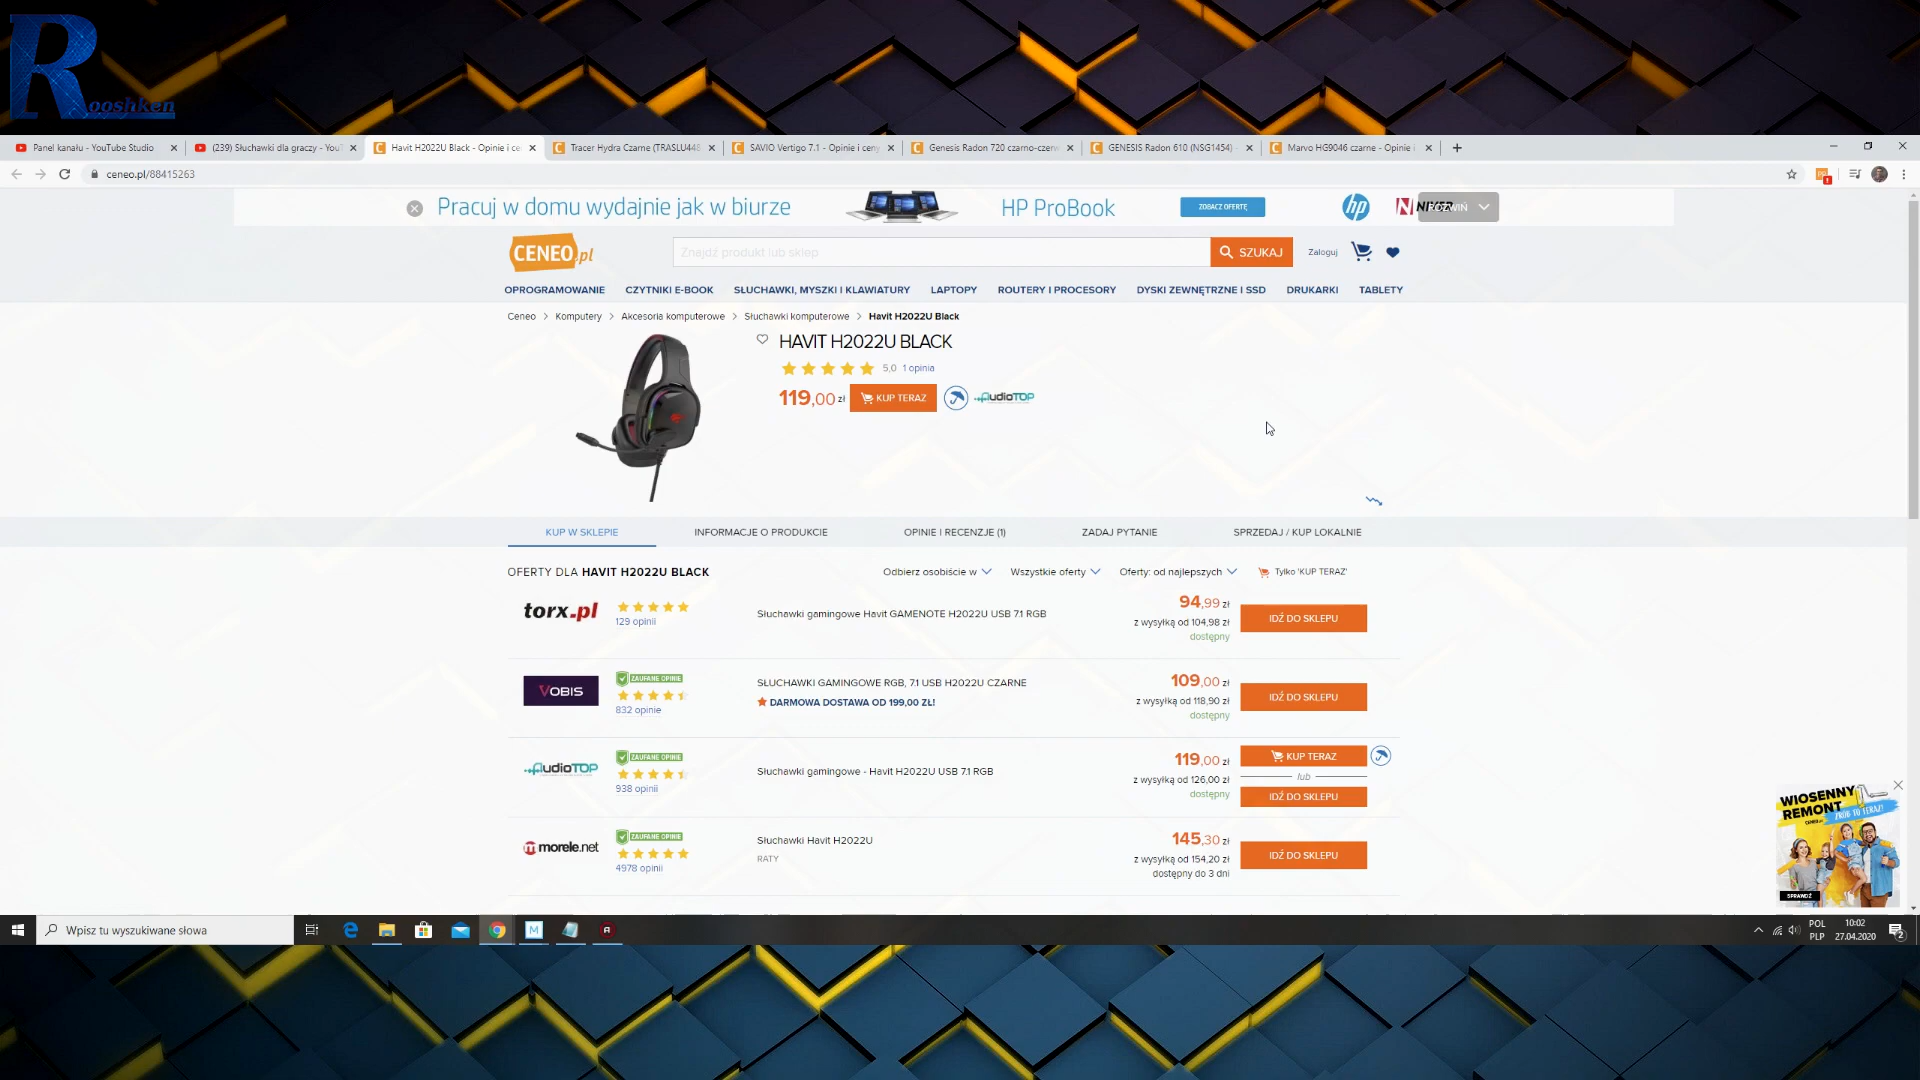 Rooshken
Panel kanału - YouTube Studio
(239) Słuchawki dla graczy - You
Havit H2022U Black - Opinie i ce
Tracer Hydra Czarne (TRASLU448
SAVIO Vertigo 7.1 - Opinie i ceny
Genesis Radon 720 czarno-czerw
GENESIS Radon 610 (NSG1454) -
Marvo HG9046 czarne - Opinie i
ceneo.pl/88415263
Pracuj w domu wydajnie jak w biurze
HP ProBook
ZOBACZ OFERTĘ
hp
ROZWIŃ
CENEO.pl
Znajdź produkt lub sklep
SZUKAJ
Zaloguj
OPROGRAMOWANIE CZYTNIKI E-BOOK SŁUCHAWKI, MYSZKI I KLAWIATURY LAPTOPY ROUTERY I PROCESORY DYSKI ZEWNĘTRZNE I SSD DRUKARKI TABLETY
Ceneo > Komputery > Akcesoria komputerowe > Słuchawki komputerowe > Havit H2022U Black
HAVIT H2022U BLACK
5,0 1 opinia
119,00 zł KUP TERAZ AudioTOP
KUP W SKLEPIE INFORMACJE O PRODUKCIE OPINIE I RECENZJE (1) ZADAJ PYTANIE SPRZEDAJ / KUP LOKALNIE
OFERTY DLA HAVIT H2022U BLACK
Odbierz osobiście w Wszystkie oferty Oferty: od najlepszych Tylko 'KUP TERAZ'
torx.pl
129 opinii
Słuchawki gamingowe Havit GAMENOTE H2022U USB 7.1 RGB
94,99 zł
z wysyłką od 104,98 zł
dostępny
IDŹ DO SKLEPU
VOBIS
ZAUFANE OPINIE
832 opinie
SŁUCHAWKI GAMINGOWE RGB, 7.1 USB H2022U CZARNE
DARMOWA DOSTAWA OD 199,00 ZŁ!
109,00 zł
z wysyłką od 118,90 zł
dostępny
IDŹ DO SKLEPU
AudioTOP
ZAUFANE OPINIE
938 opinii
Słuchawki gamingowe - Havit H2022U USB 7.1 RGB
119,00 zł
z wysyłką od 126,00 zł
dostępny
KUP TERAZ
lub
IDŹ DO SKLEPU
morele.net
ZAUFANE OPINIE
4978 opinii
Słuchawki Havit H2022U
RATY
145,30 zł
z wysyłką od 154,20 zł
dostępny do 3 dni
IDŹ DO SKLEPU
WIOSENNY
REMONT
CENEO.pl
ZRÓB TO TERAZ!
SPRAWDŹ
Wpisz tu wyszukiwane słowa
POL
PLP
10:02
27.04.2020
2